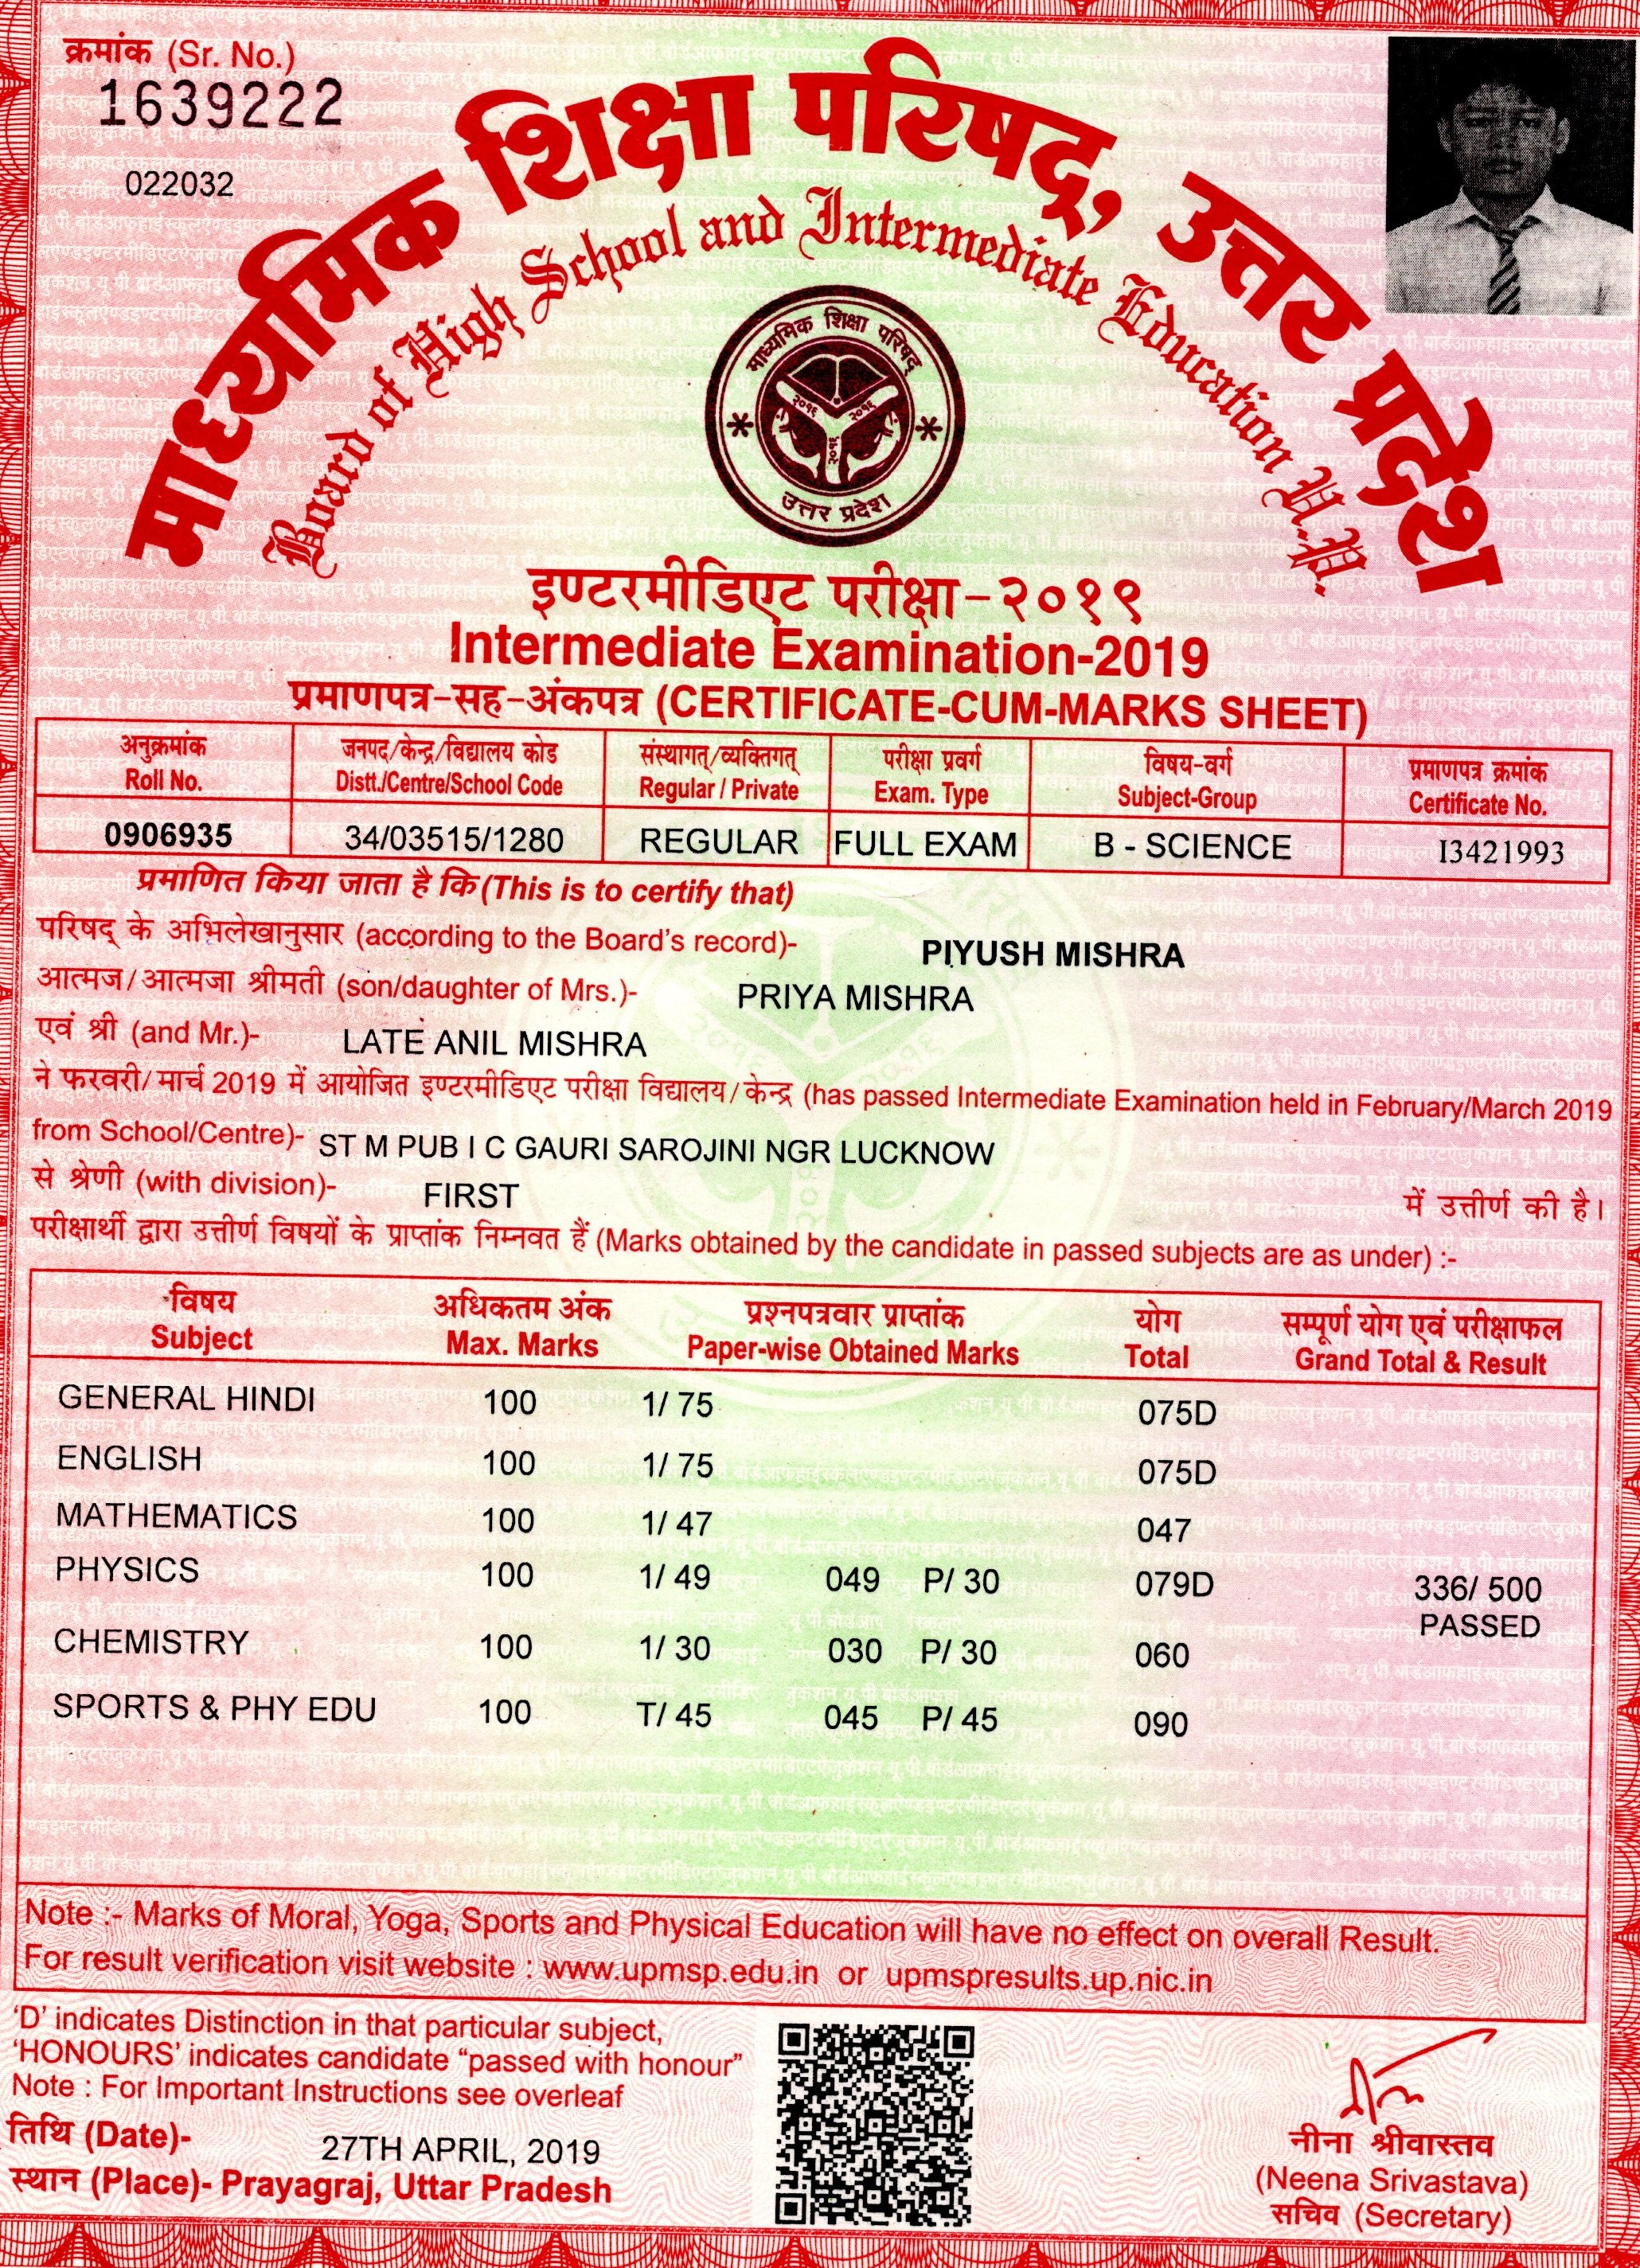 क्रमांक (Sr. No.)
1639222
022032
माध्यमिक शिक्षा परिषद्, उत्तर प्रदेश
Board of High School and Intermediate Education U.P.
माध्यमिक शिक्षा परिषद्
२०१६ २०१६
२०१६
उत्तर प्रदेश
इण्टरमीडिएट परीक्षा-२०१९
Intermediate Examination-2019
प्रमाणपत्र-सह-अंकपत्र (CERTIFICATE-CUM-MARKS SHEET)
अनुक्रमांक जनपद/केन्द्र/विद्यालय कोड संस्थागत्/व्यक्तिगत् परीक्षा प्रवर्ग विषय-वर्ग प्रमाणपत्र क्रमांक
Roll No. Distt./Centre/School Code Regular / Private Exam. Type Subject-Group Certificate No.
0906935 34/03515/1280 REGULAR FULL EXAM B - SCIENCE I3421993
प्रमाणित किया जाता है कि (This is to certify that)
परिषद् के अभिलेखानुसार (according to the Board's record)- PIYUSH MISHRA
आत्मज/आत्मजा श्रीमती (son/daughter of Mrs.)- PRIYA MISHRA
एवं श्री (and Mr.)- LATE ANIL MISHRA
ने फरवरी/मार्च 2019 में आयोजित इण्टरमीडिएट परीक्षा विद्यालय/केन्द्र (has passed Intermediate Examination held in February/March 2019
from School/Centre)- ST M PUB I C GAURI SAROJINI NGR LUCKNOW
से श्रेणी (with division)- FIRST में उत्तीर्ण की है।
परीक्षार्थी द्वारा उत्तीर्ण विषयों के प्राप्तांक निम्नवत हैं (Marks obtained by the candidate in passed subjects are as under) :-
विषय अधिकतम अंक प्रश्नपत्रवार प्राप्तांक योग सम्पूर्ण योग एवं परीक्षाफल
Subject Max. Marks Paper-wise Obtained Marks Total Grand Total & Result
GENERAL HINDI 100 1/ 75 075D
ENGLISH 100 1/ 75 075D
MATHEMATICS 100 1/ 47 047
PHYSICS 100 1/ 49 049 P/ 30 079D 336/ 500
PASSED
CHEMISTRY 100 1/ 30 030 P/ 30 060
SPORTS & PHY EDU 100 T/ 45 045 P/ 45 090
Note :- Marks of Moral, Yoga, Sports and Physical Education will have no effect on overall Result.
For result verification visit website : www.upmsp.edu.in or upmspresults.up.nic.in
'D' indicates Distinction in that particular subject,
'HONOURS' indicates candidate "passed with honour"
Note : For Important Instructions see overleaf
तिथि (Date)- 27TH APRIL, 2019
स्थान (Place)- Prayagraj, Uttar Pradesh
नीना श्रीवास्तव
(Neena Srivastava)
सचिव (Secretary)